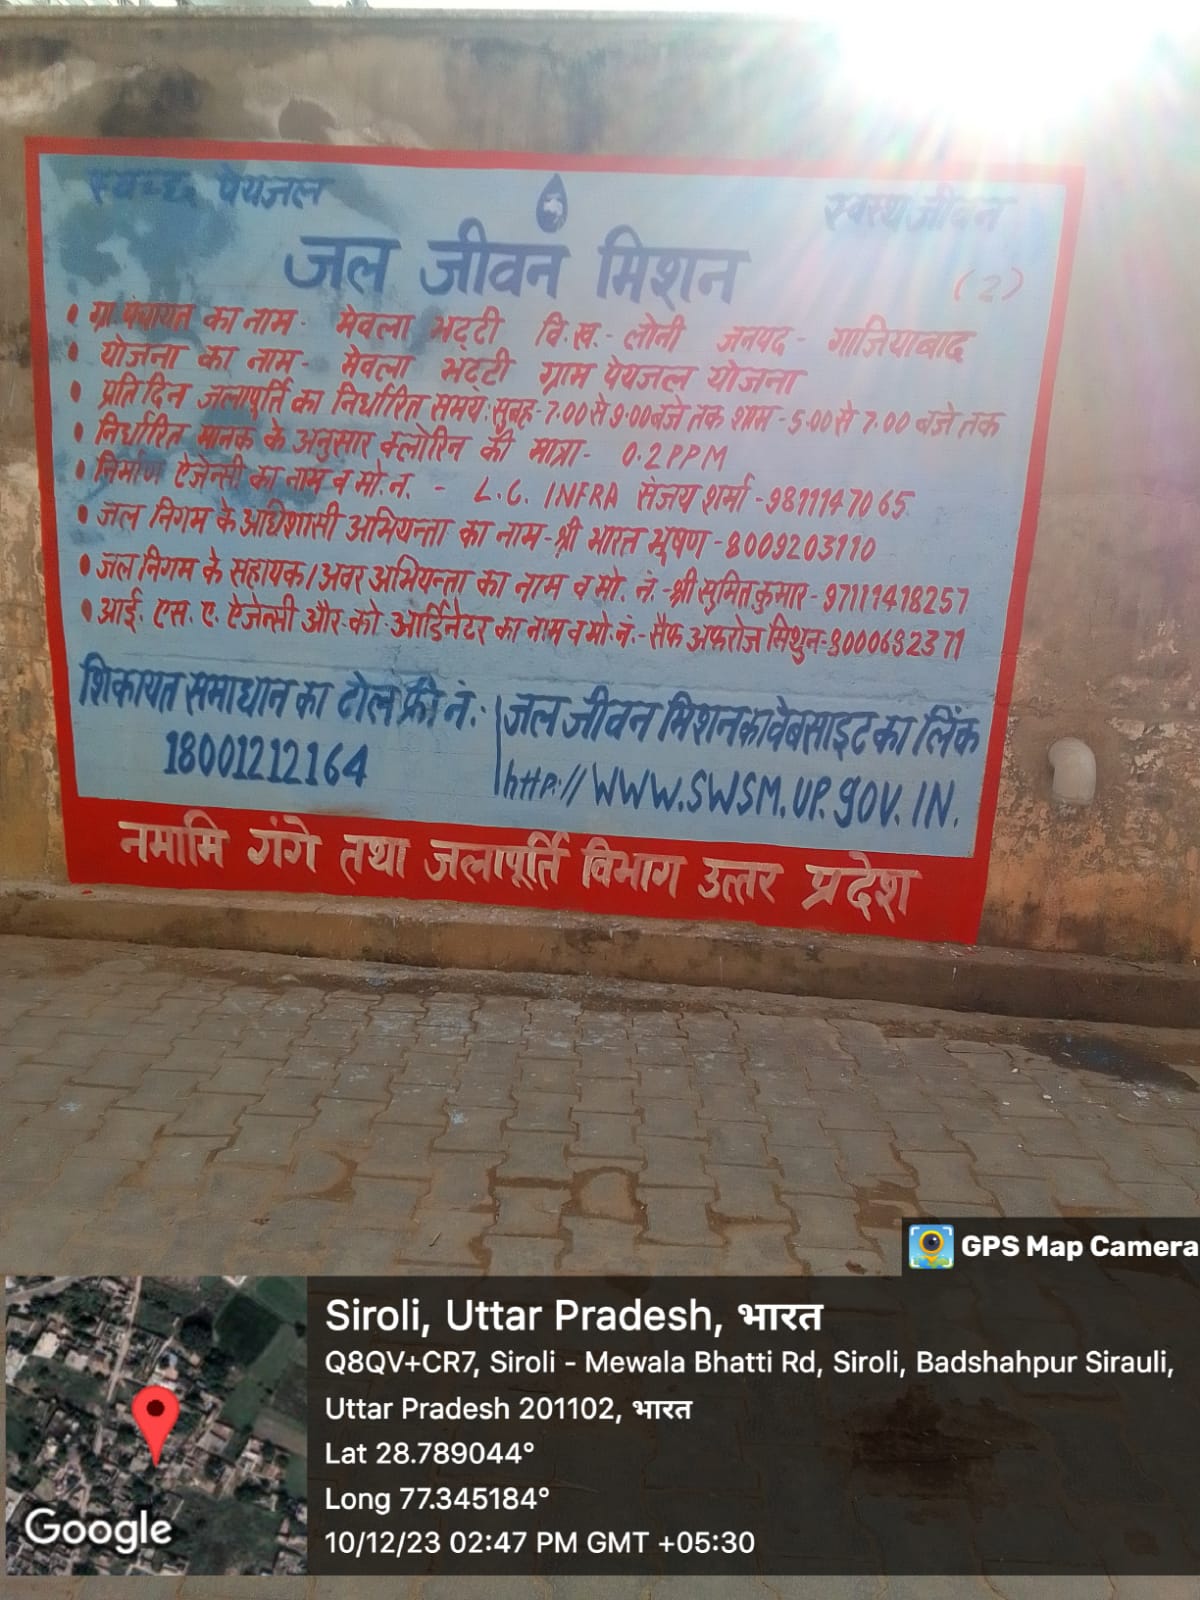 स्वच्छ पेयजल
स्वस्थ जीवन
जल जीवन मिशन
(2)
• ग्रा. पंचायत का नाम- मेवला भट्टी वि.ख.- लोनी जनपद- गाजियाबाद
• योजना का नाम- मेवला भट्टी ग्राम पेयजल योजना
• प्रति दिन जलापूर्ति का निर्धारित समय: सुबह-7.00 से 9:00 बजे तक शाम-5.00 से 7.00 बजे तक
• निर्धारित मानक के अनुसार क्लोरिन की मात्रा- 0.2PPM
• निर्माण ऐजेन्सी का नाम व मो.न. - L.C. INFRA संजय शर्मा-9811147065
• जल निगम के अधिशासी अभियन्ता का नाम-श्री भारत भूषण-8009203110
• जल निगम के सहायक/अवर अभियन्ता का नाम व मो. नं.-श्री सुमित कुमार-97111418257
• आई. एस. ए. ऐजेन्सी और को आर्डिनेटर का नाम व मो.नं.- सैफ अफरोज मिथुन-
शिकायत समाधान का टोल फ्री नं.:
18001212164
जल जीवन मिशन का वेबसाइट का लिंक
http://WWW.SWSM.UP.gOV.IN.
नमामि गंगे तथा जलापूर्ति विभाग उत्तर प्रदेश
GPS Map Camera
Siroli, Uttar Pradesh, भारत
Q8QV+CR7, Siroli - Mewala Bhatti Rd, Siroli, Badshahpur Sirauli,
Uttar Pradesh 201102, भारत
Lat 28.789044°
Long 77.345184°
10/12/23 02:47 PM GMT +05:30
Google